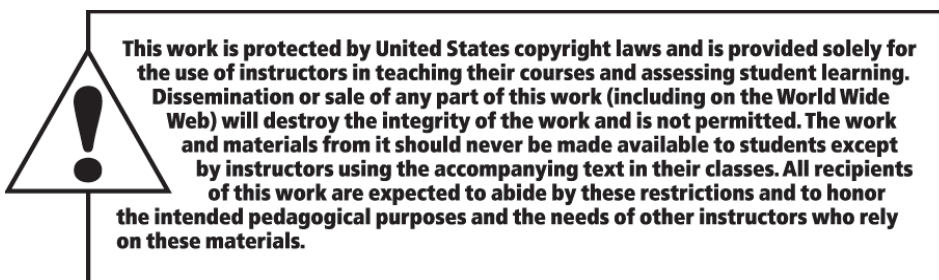 This work is protected by United States copyright laws and is provided solely for
the use of instructors in teaching their courses and assessing student learning.
Dissemination or sale of any part of this work (including on the World Wide
Web) will destroy the integrity of the work and is not permitted. The work
and materials from it should never be made available to students except
by instructors using the accompanying text in their classes. All recipients
of this work are expected to abide by these restrictions and to honor
the intended pedagogical purposes and the needs of other instructors who rely
on these materials.